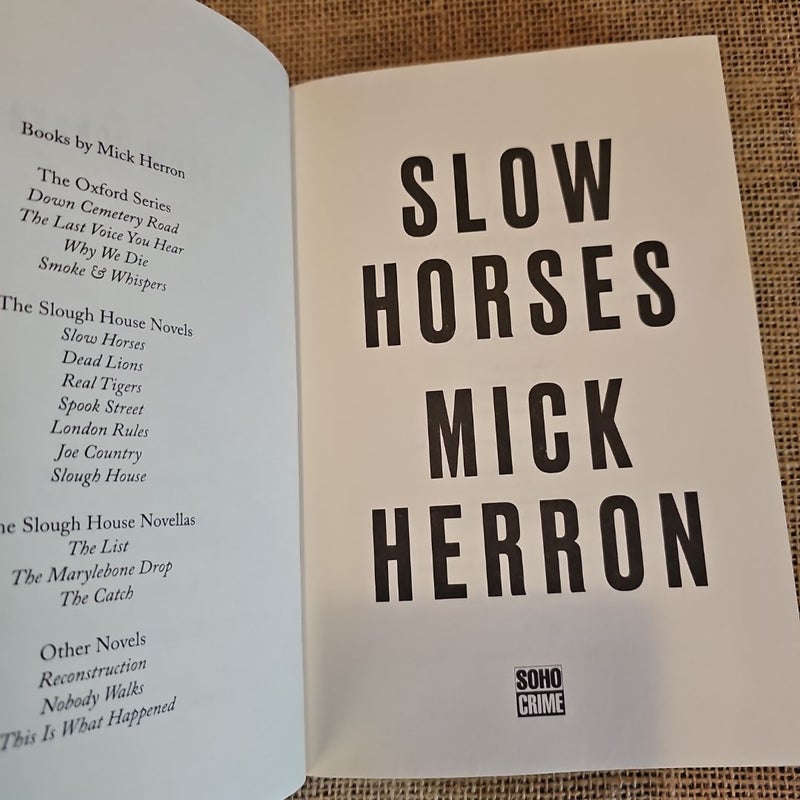 Books by Mick Herron
The Oxford Series
Down Cemetery Road
The Last Voice You Hear
Why We Die
Smoke & Whispers
The Slough House Novels
Slow Horses
Dead Lions
Real Tigers
Spook Street
London Rules
Joe Country
Slough House
he Slough House Novellas
The List
The Marylebone Drop
The Catch
Other Novels
Reconstruction
Nobody Walks
This Is What Happened
SLOW
HORSES
MICK
HERRON
SOHO
CRIME